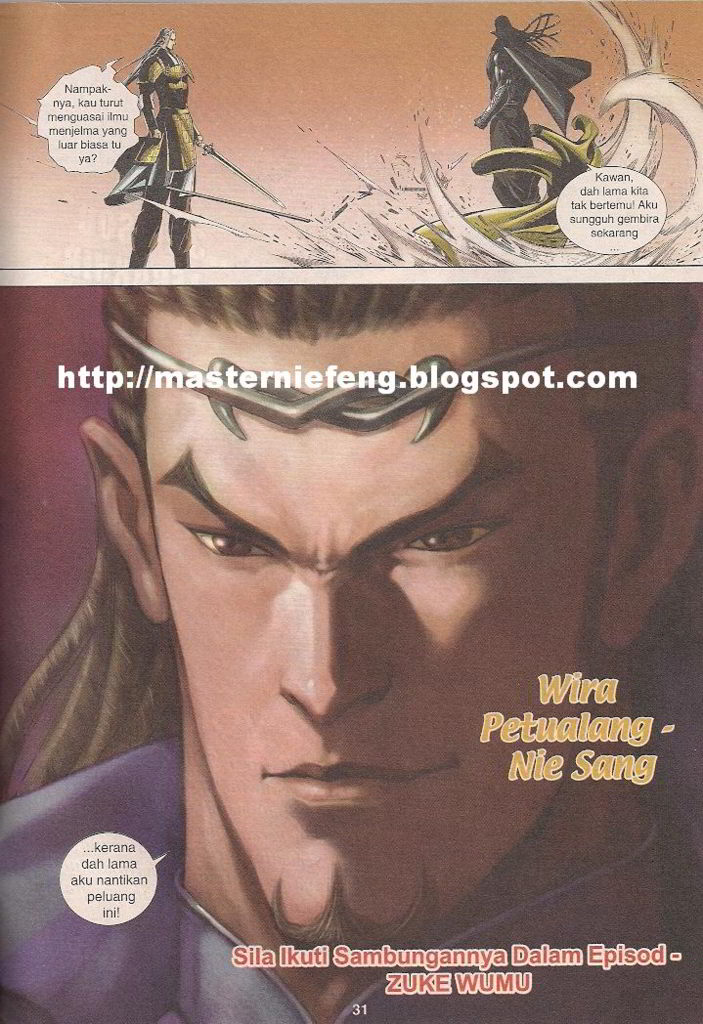 Nampak-
nya, kau turut
menguasai ilmu
menjelma yang
luar biasa tu
ya?
Kawan,
dah lama kita
tak bertemu! Aku
sungguh gembira
sekarang
...
http://masterniefeng.blogspot.com
Wira
Petualang -
Nie Sang
...kerana
dah lama
aku nantikan
peluang
ini!
Sila Ikuti Sambungannya Dalam Episod -
ZUKE WUMU
31